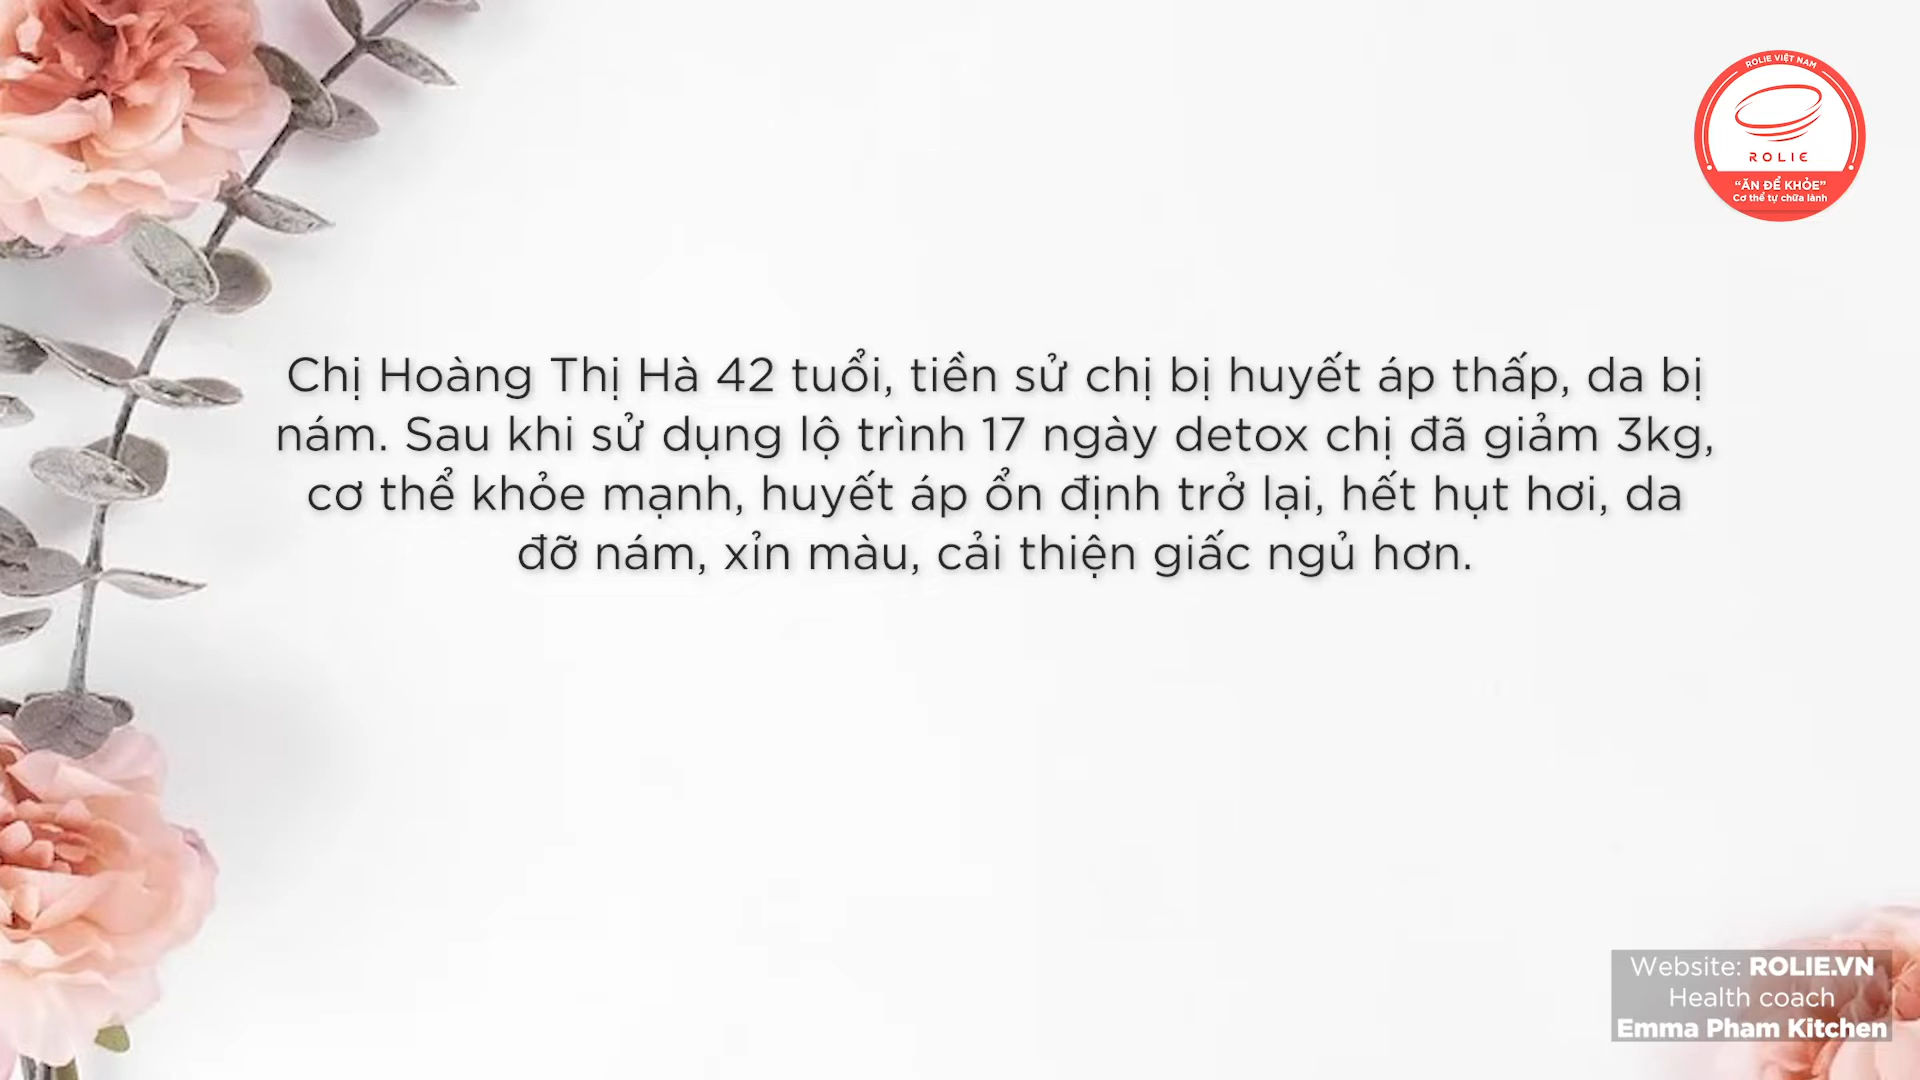 ROLIE VIỆT NAM
ROLIE
“ĂN ĐỂ KHỎE”
Cơ thể tự chữa lành
Chị Hoàng Thị Hà 42 tuổi, tiền sử chị bị huyết áp thấp, da bị
nám. Sau khi sử dụng lộ trình 17 ngày detox chị đã giảm 3kg,
cơ thể khỏe mạnh, huyết áp ổn định trở lại, hết hụt hơi, da
đỡ nám, xỉn màu, cải thiện giấc ngủ hơn.
Website: ROLIE.VN
Health coach
Emma Pham Kitchen